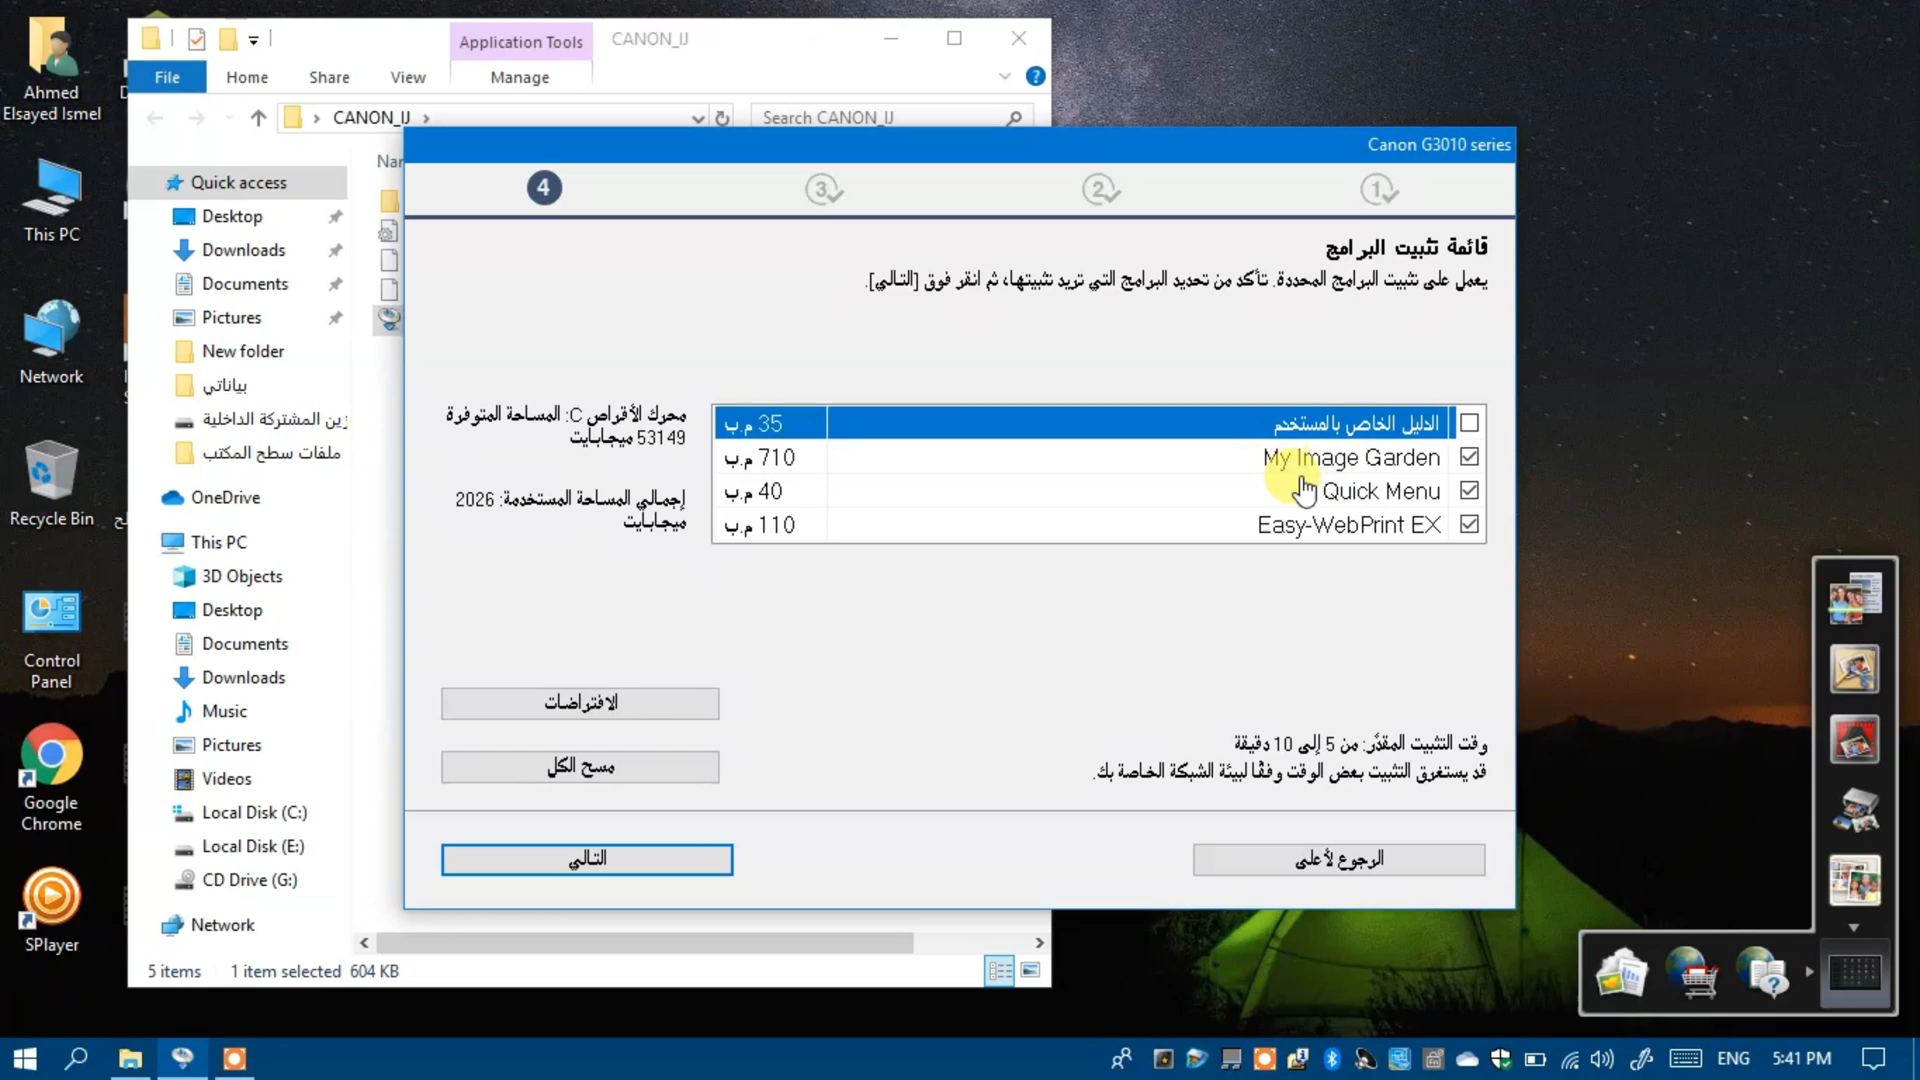 Ahmed
Elsayed Ismel
This PC
Network
Recycle Bin
Control
Panel
Google
Chrome
SPlayer
Application Tools
CANON_IJ
File
Home
Share
View
Manage
CANON_IJ
Search CANON_IJ
Quick access
Desktop
Downloads
Documents
Pictures
New folder
بياناتي
زين المشتركة الداخلية
ملفات سطح المكتب
OneDrive
This PC
3D Objects
Desktop
Documents
Downloads
Music
Pictures
Videos
Local Disk (C:)
Local Disk (E:)
CD Drive (G:)
Network
5 items
1 item selected 604 KB
Canon G3010 series
1
2
3
4
قائمة تثبيت البرامج
يعمل على تثبيت البرامج المحددة. تأكد من تحديد البرامج التي تريد تثبيتها، ثم انقر فوق [التالي].
الدليل الخاص بالمستخدم
35 م.ب
My Image Garden
710 م.ب
Quick Menu
40 م.ب
Easy-WebPrint EX
110 م.ب
محرك الأقراص C: المساحة المتوفرة
53149 ميجابايت
إجمالي المساحة المستخدمة: 2026
ميجابايت
الافتراضات
مسح الكل
وقت التثبيت المقدَّر: من 5 إلى 10 دقيقة
قد يستغرق التثبيت بعض الوقت وفقًا لبيئة الشبكة الخاصة بك.
الرجوع لأعلى
التالي
ENG
5:41 PM